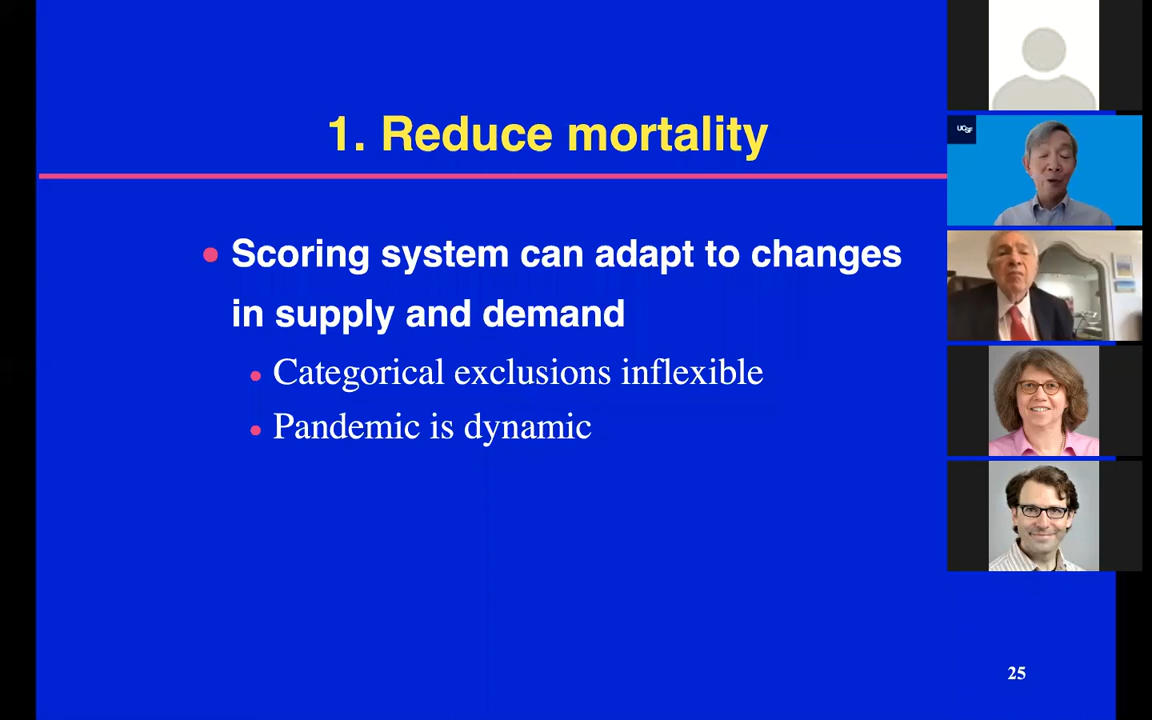 1. Reduce mortality
Scoring system can adapt to changes
in supply and demand
Categorical exclusions inflexible
Pandemic is dynamic
25
UCSF